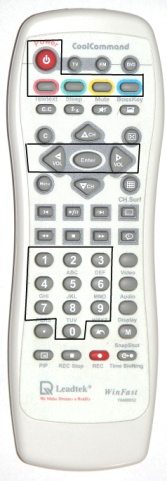 POWER
CoolCommand
TV FM DVD
Teletext Sleep Mute BossKey
C.C
C CH
VOL Enter VOL
Menu CH
CH.Surf
1 2 3
ABC DEF
Video
4 5 6
GHI JKL MNO
Audio
7 8 9
TUV
Display
0 M
SnapShot
PIP REC Stop REC Time Shifting
Leadtek® WinFast